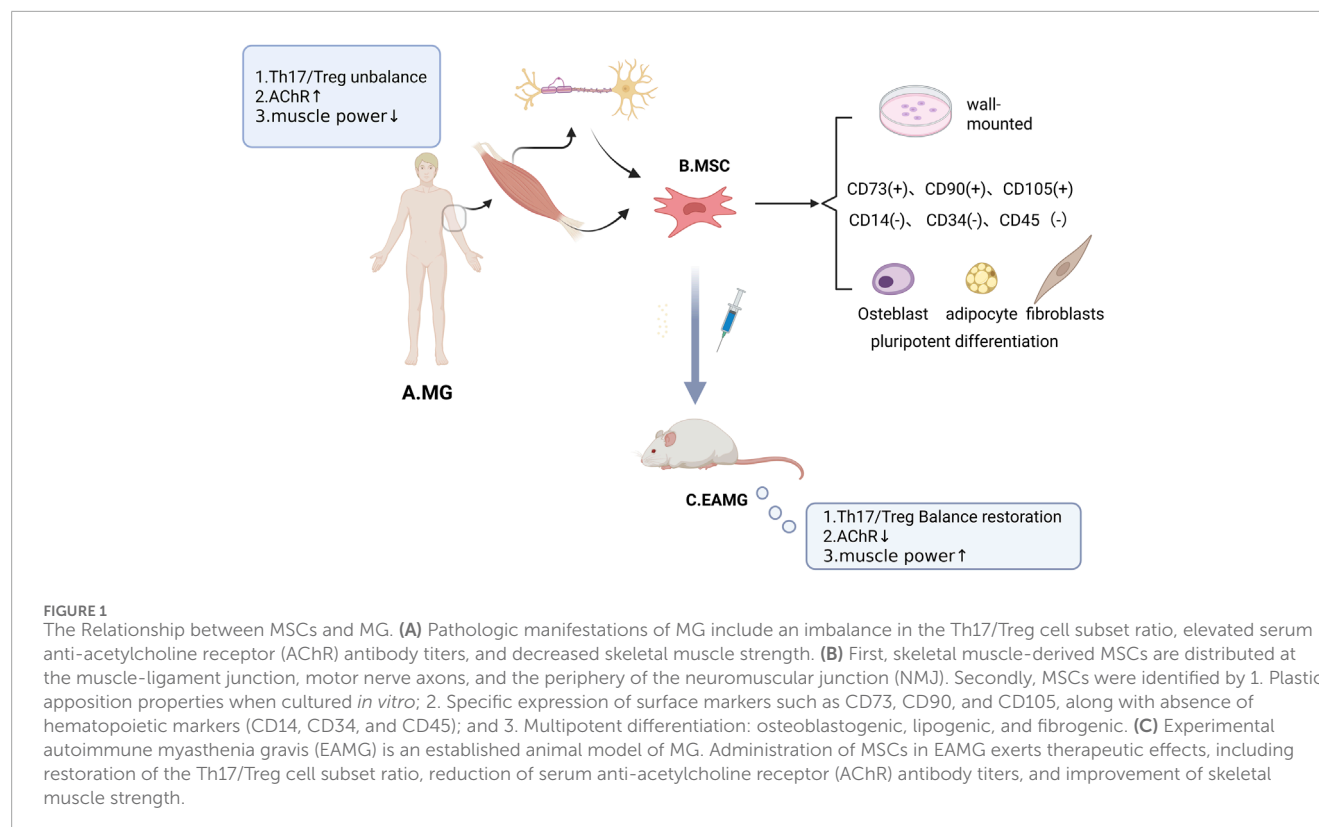 1.Th17/Treg unbalance
2.AChR↑
3.muscle power↓
A.MG
B.MSC
wall-
mounted
CD73(+)、CD90(+)、CD105(+)
CD14(-)、CD34(-)、CD45（-）
Osteblast adipocyte fibroblasts
pluripotent differentiation
C.EAMG
1.Th17/Treg Balance restoration
2.AChR↓
3.muscle power↑
FIGURE 1
The Relationship between MSCs and MG. (A) Pathologic manifestations of MG include an imbalance in the Th17/Treg cell subset ratio, elevated serum
anti-acetylcholine receptor (AChR) antibody titers, and decreased skeletal muscle strength. (B) First, skeletal muscle-derived MSCs are distributed at
the muscle-ligament junction, motor nerve axons, and the periphery of the neuromuscular junction (NMJ). Secondly, MSCs were identified by 1. Plastic
apposition properties when cultured in vitro; 2. Specific expression of surface markers such as CD73, CD90, and CD105, along with absence of
hematopoietic markers (CD14, CD34, and CD45); and 3. Multipotent differentiation: osteoblastogenic, lipogenic, and fibrogenic. (C) Experimental
autoimmune myasthenia gravis (EAMG) is an established animal model of MG. Administration of MSCs in EAMG exerts therapeutic effects, including
restoration of the Th17/Treg cell subset ratio, reduction of serum anti-acetylcholine receptor (AChR) antibody titers, and improvement of skeletal
muscle strength.